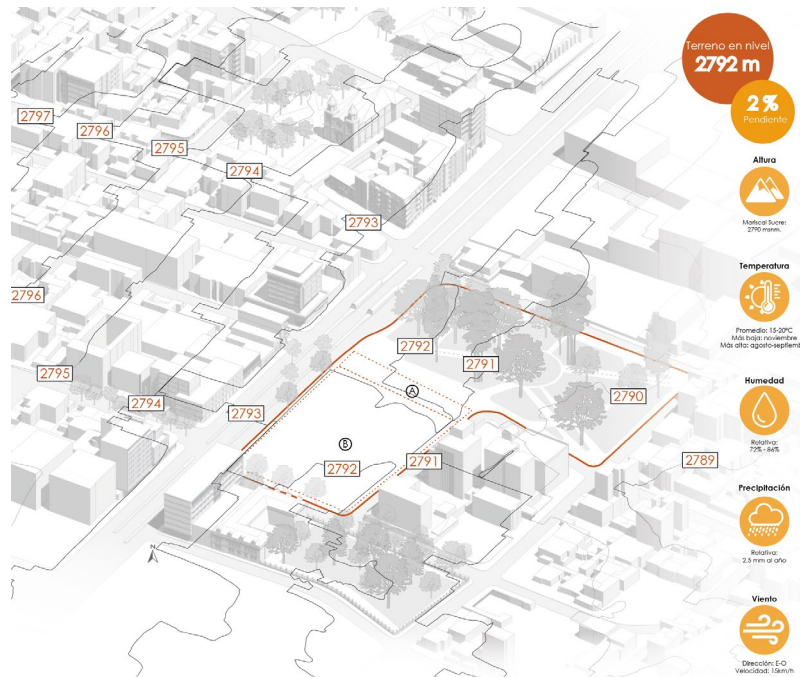 Terreno en nivel
2792 m
2 %
Pendiente
2797
2796
2795
2794
2793
2796
2795
2794
2793
2792
2791
2790
2789
2792
2791
A
B
N
Altura
Mariscal Sucre:
2790 msnm.
Temperatura
Promedio: 15-20°C
Más baja: noviembre
Más alta: agosto-septiemb
Humedad
Relativa:
72% - 86%
Precipitación
Relativa:
2.5 mm al año
Viento
Dirección: E-O
Velocidad: 15km/h